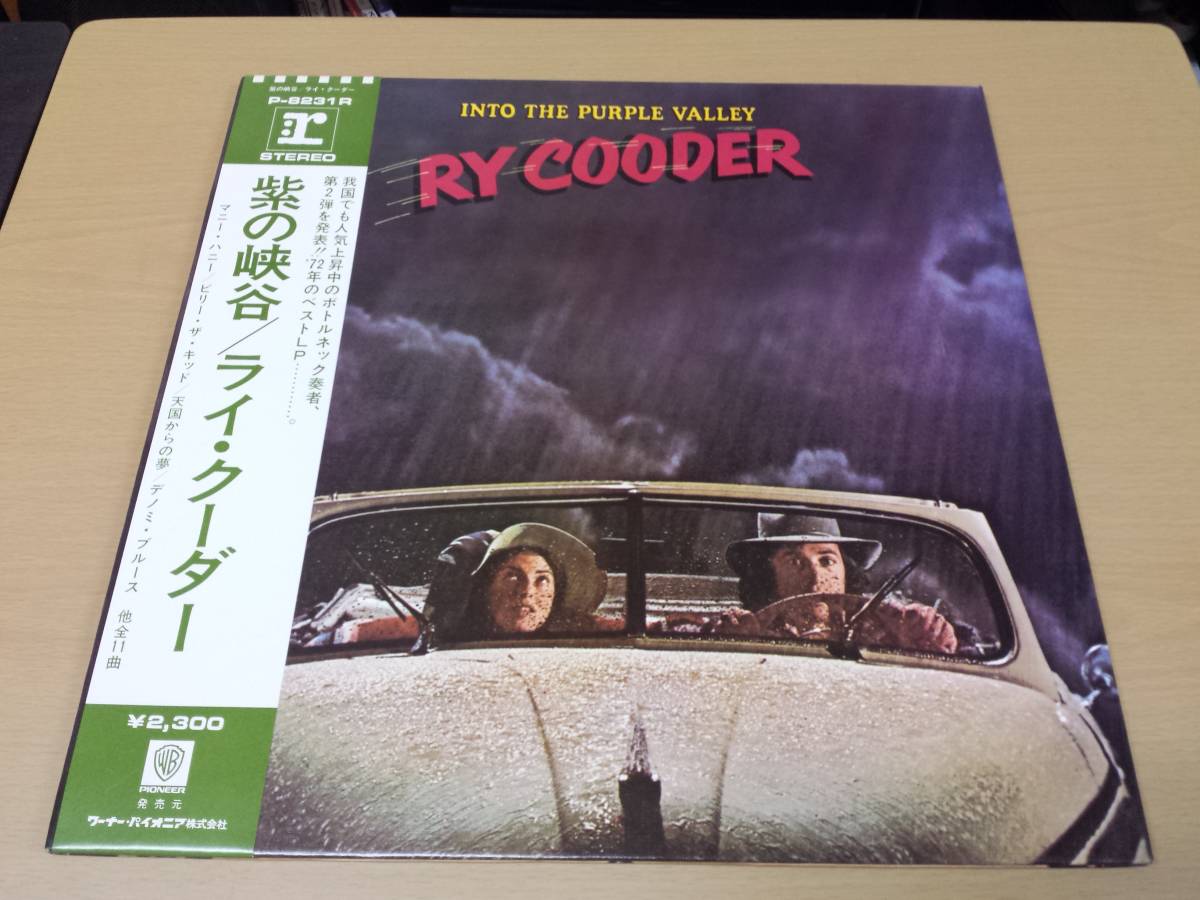 紫の峡谷/ライ・クーダー
P-8231R
r
STEREO
我国でも人気上昇中のボトルネック奏者、
第2弾を発表!!'72年のベストLP…………。
紫の峡谷/ライ・クーダー
マニー・ハニー/ビリー・ザ・キッド/天国からの夢/デノミ・ブルース 他全11曲
¥2,300
WB
PIONEER
発売元
ワーナー・パイオニア株式会社
INTO THE PURPLE VALLEY
RY COODER